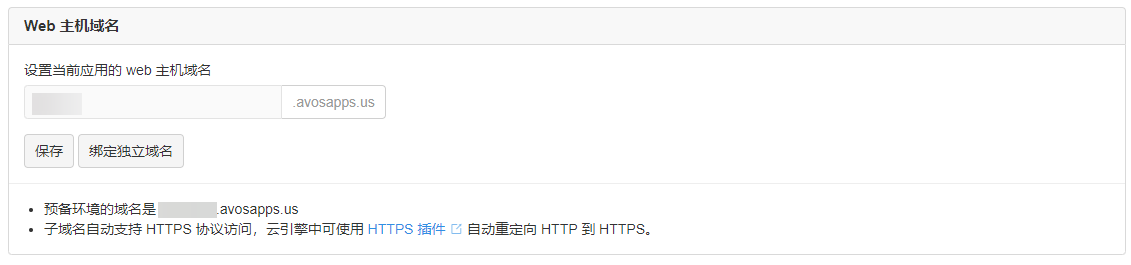 Web 主机域名
设置当前应用的 web 主机域名
.avosapps.us
保存 绑定独立域名
预备环境的域名是 .avosapps.us
子域名自动支持 HTTPS 协议访问，云引擎中可使用 HTTPS 插件 自动重定向 HTTP 到 HTTPS。